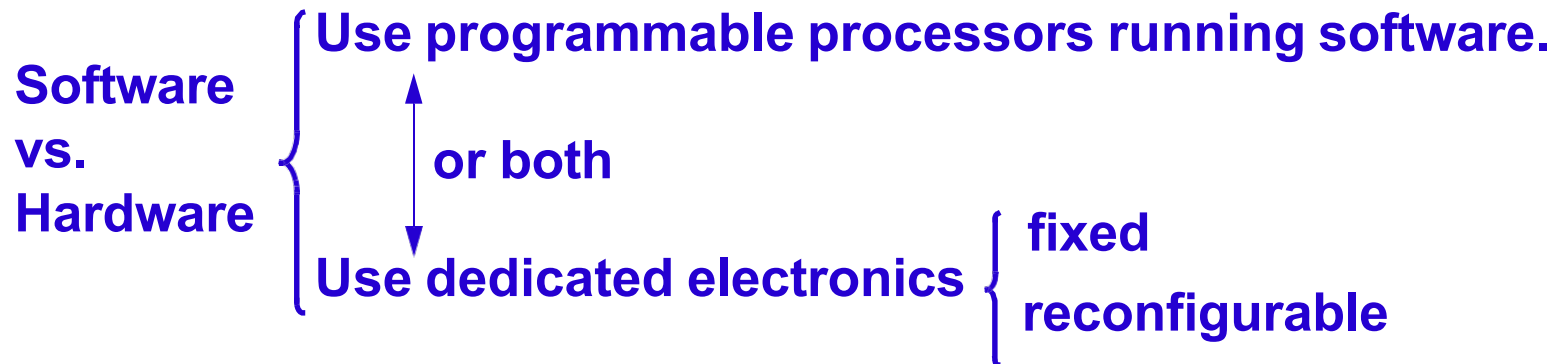 Software
vs.
Hardware
Use programmable processors running software.
or both
Use dedicated electronics
fixed
reconfigurable